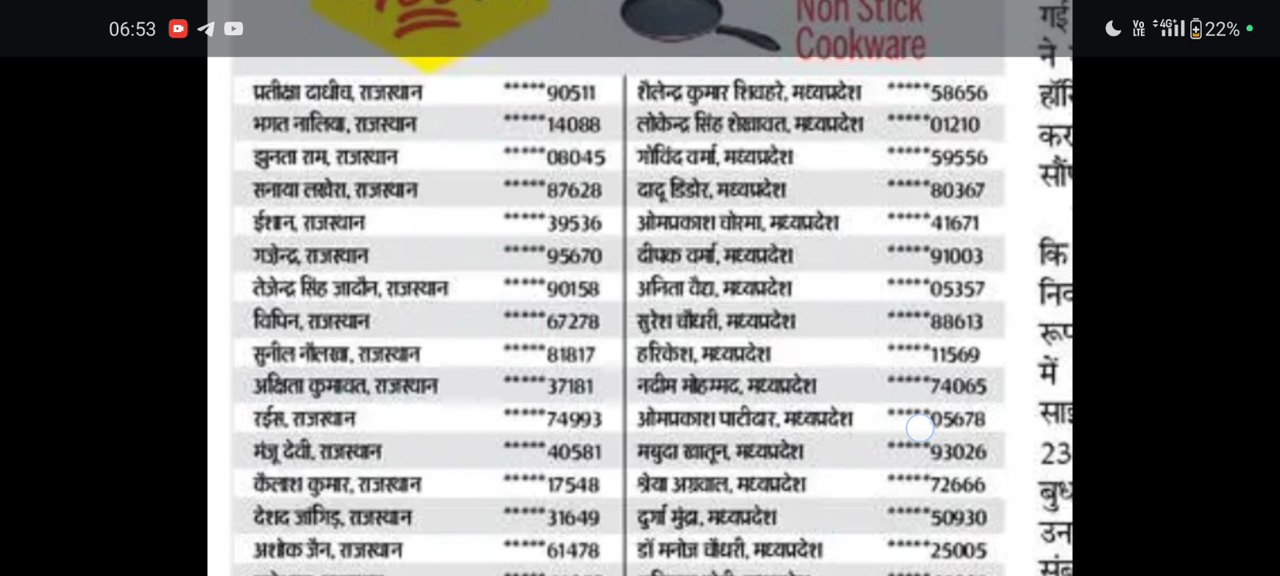 06:53
Vo LTE 4G+ 22%
Non Stick
Cookware
प्रतीक्षा दाधीच, राजस्थान *****90511
भगत नालिया, राजस्थान *****14088
झुनता राम, राजस्थान *****08045
सनाया लखेरा, राजस्थान *****87628
ईशान, राजस्थान *****39536
गजेन्द्र, राजस्थान *****95670
तेजेन्द्र सिंह जादौन, राजस्थान *****90158
विपिन, राजस्थान *****67278
सुनील नौलखा, राजस्थान *****81817
अक्षिता कुमावत, राजस्थान *****37181
रईस, राजस्थान *****74993
मंजू देवी, राजस्थान *****40581
कैलाश कुमार, राजस्थान *****17548
देशद जांगिड़, राजस्थान *****31649
अशोक जैन, राजस्थान *****61478
शैलेन्द्र कुमार शिवहरे, मध्यप्रदेश *****58656
लोकेन्द्र सिंह शेखावत, मध्यप्रदेश *****01210
गोविंद वर्मा, मध्यप्रदेश *****59556
दादू डिडोर, मध्यप्रदेश *****80367
ओमप्रकाश चोरमा, मध्यप्रदेश *****41671
दीपक वर्मा, मध्यप्रदेश *****91003
अनिता वैद्य, मध्यप्रदेश *****05357
सुरेश चौधरी, मध्यप्रदेश *****88613
हरिकेश, मध्यप्रदेश *****11569
नदीम मोहम्मद, मध्यप्रदेश *****74065
ओमप्रकाश पाटीदार, मध्यप्रदेश *****05678
मबुदा खातून, मध्यप्रदेश *****93026
श्रेया अग्रवाल, मध्यप्रदेश *****72666
दुर्गा मुंद्रा, मध्यप्रदेश *****50930
डॉ मनोज चौधरी, मध्यप्रदेश *****25005
गई
ने
कर
कि
में
23